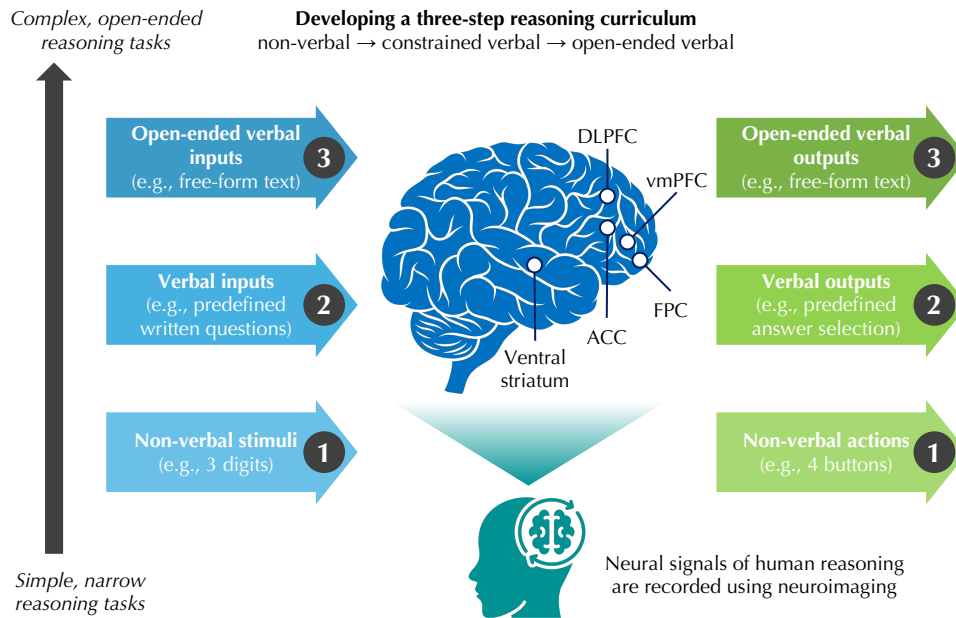 Complex, open-ended
reasoning tasks
Developing a three-step reasoning curriculum
non-verbal → constrained verbal → open-ended verbal
Open-ended verbal
inputs
(e.g., free-form text)
3
Verbal inputs
(e.g., predefined
written questions)
2
Non-verbal stimuli
(e.g., 3 digits)
1
DLPFC
vmPFC
FPC
ACC
Ventral
striatum
Open-ended verbal
outputs
(e.g., free-form text)
3
Verbal outputs
(e.g., predefined
answer selection)
2
Non-verbal actions
(e.g., 4 buttons)
1
Simple, narrow
reasoning tasks
Neural signals of human reasoning
are recorded using neuroimaging